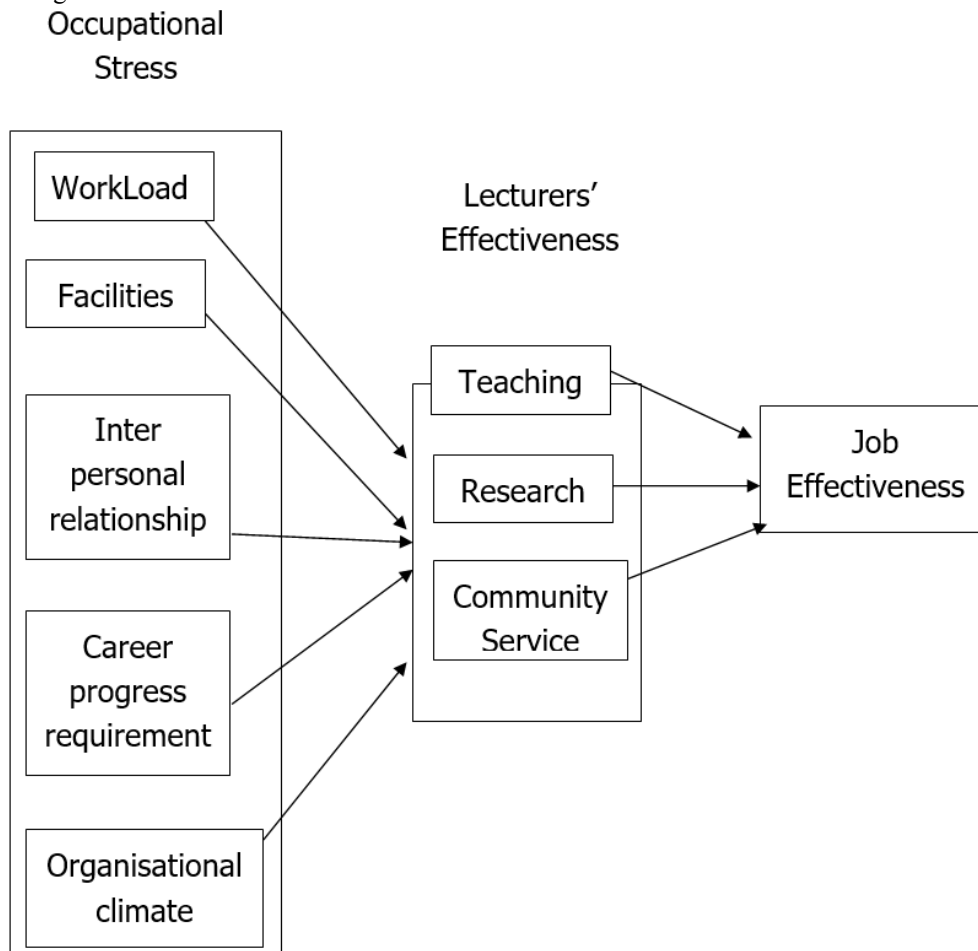 Occupational
Stress
WorkLoad
Facilities
Inter
personal
relationship
Career
progress
requirement
Organisational
climate
Lecturers’
Effectiveness
Teaching
Research
Community
Service
Job
Effectiveness